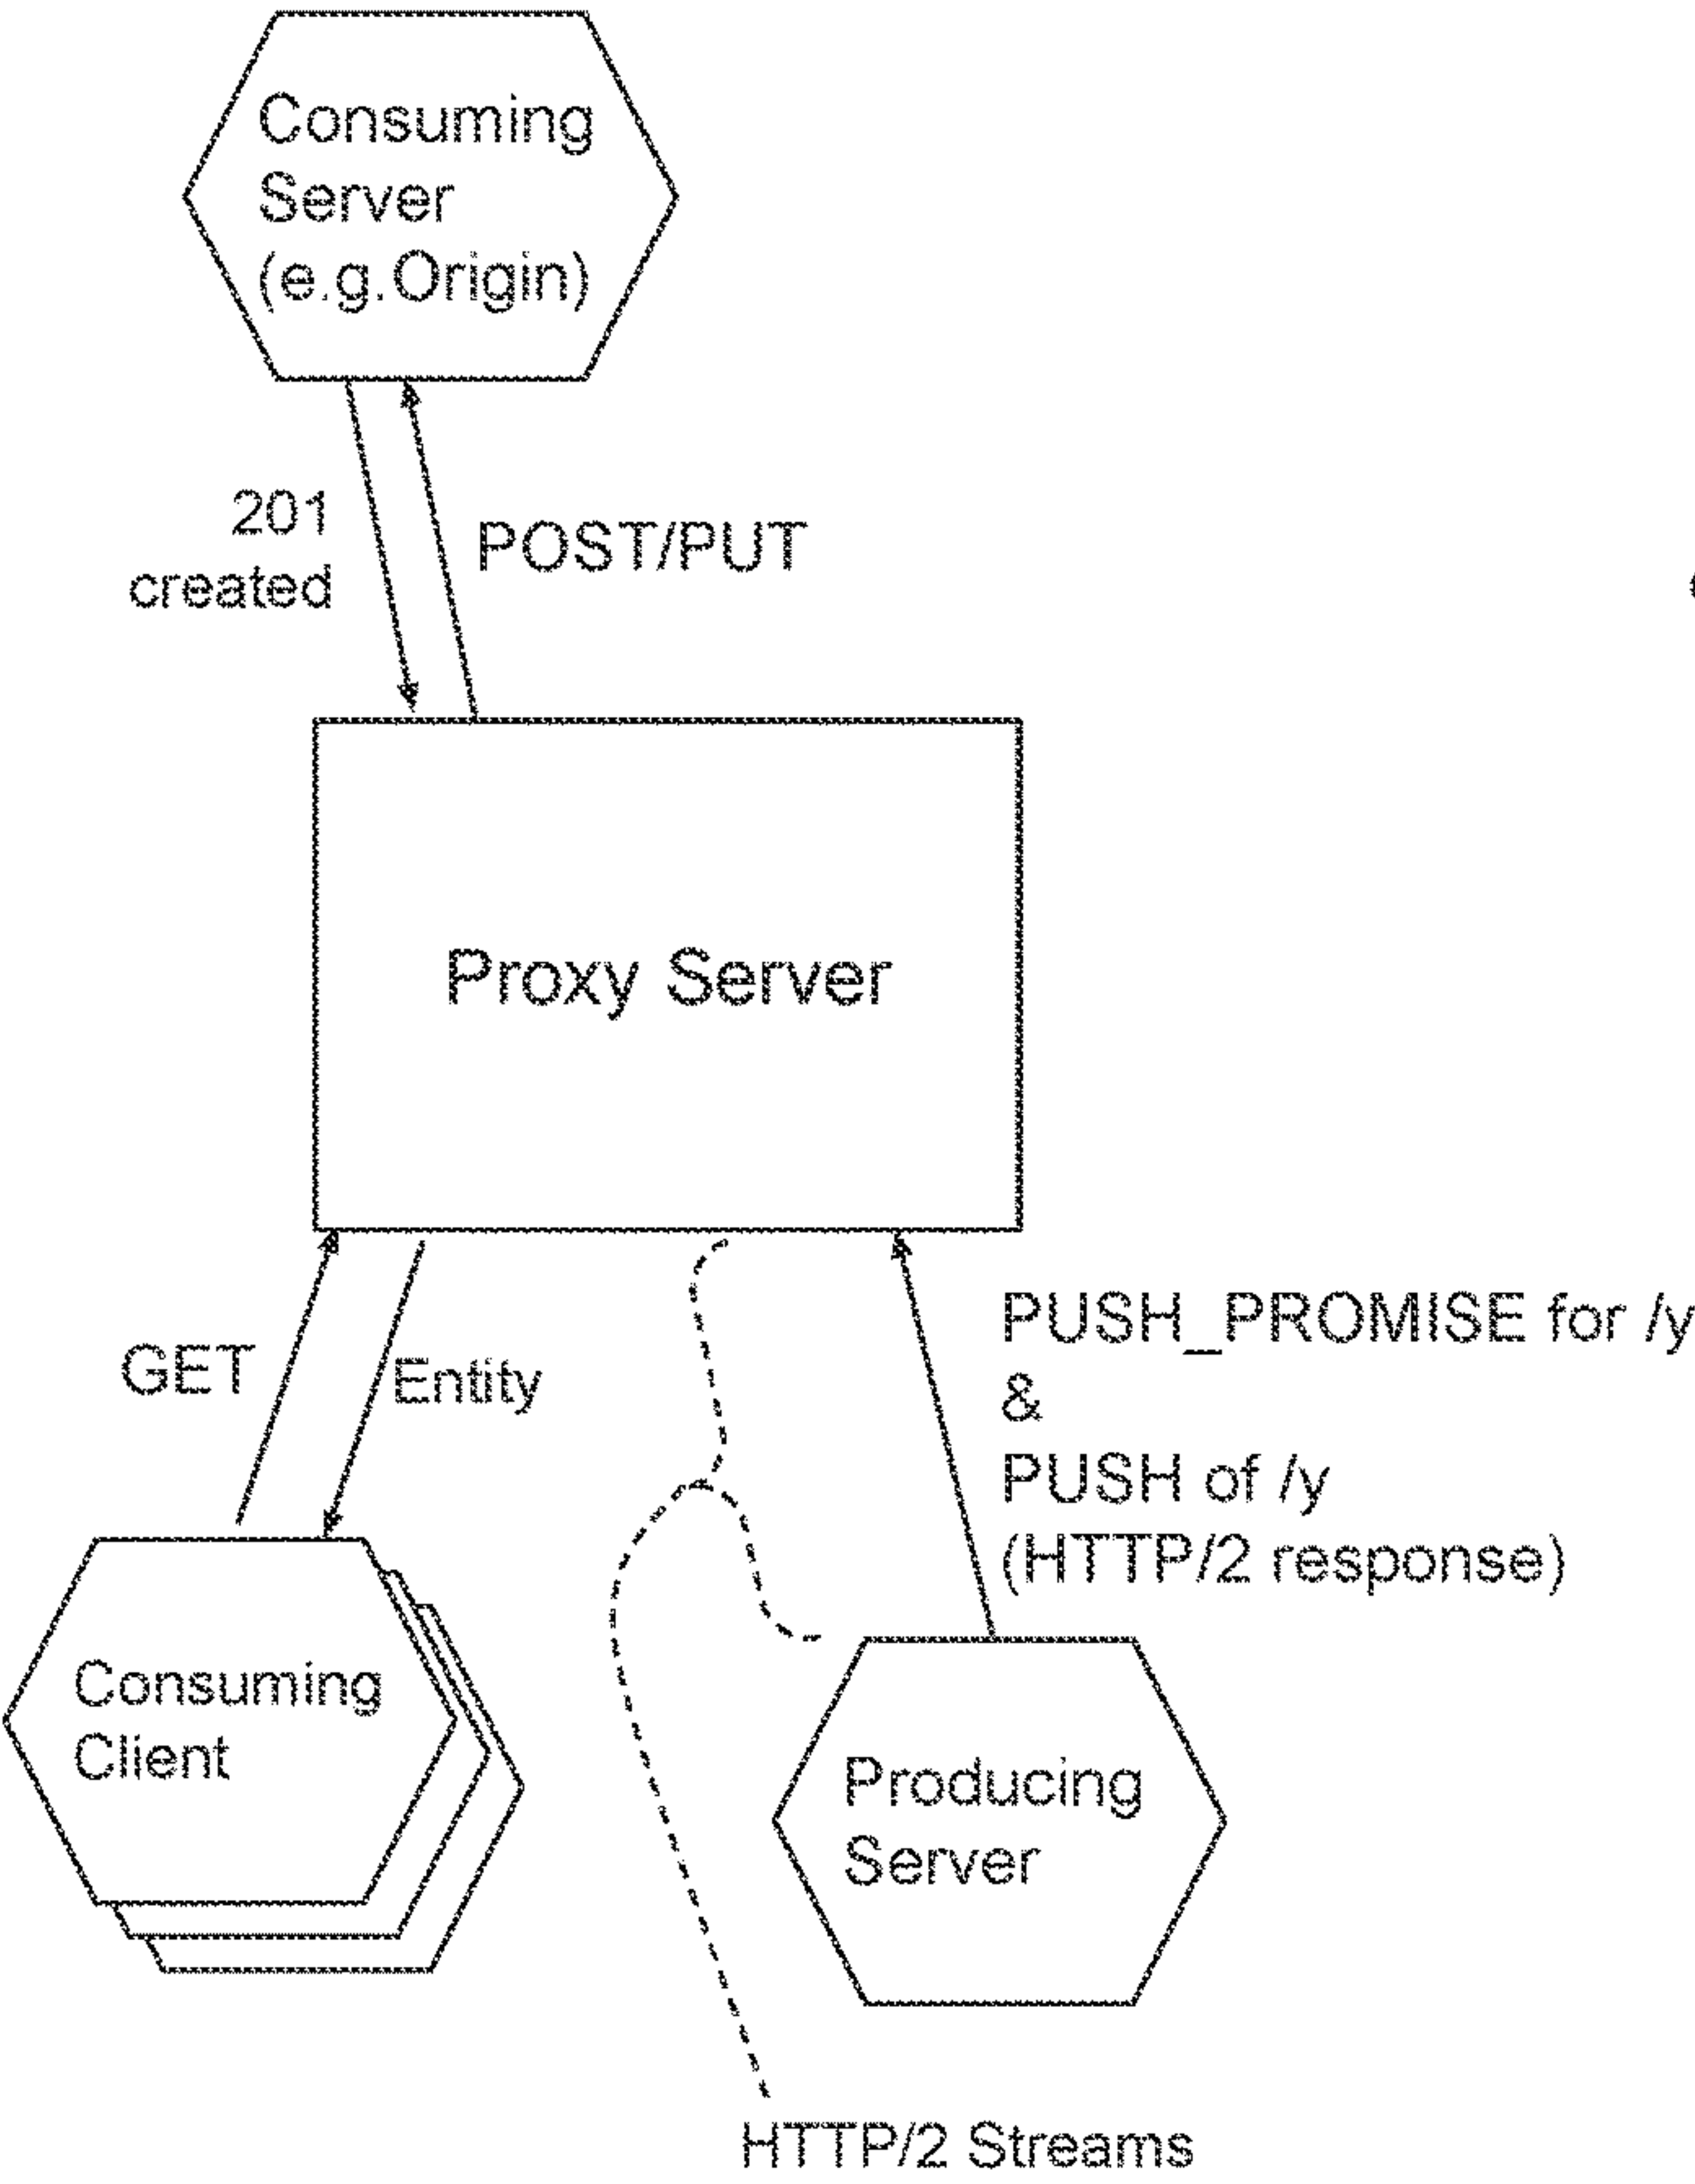 Consuming
Server
(e.g.Origin)
201
created
POST/PUT
Proxy Server
GET
Entity
PUSH_PROMISE for /y
&
PUSH of /y
(HTTP/2 response)
Consuming
Client
Producing
Server
HTTP/2 Streams